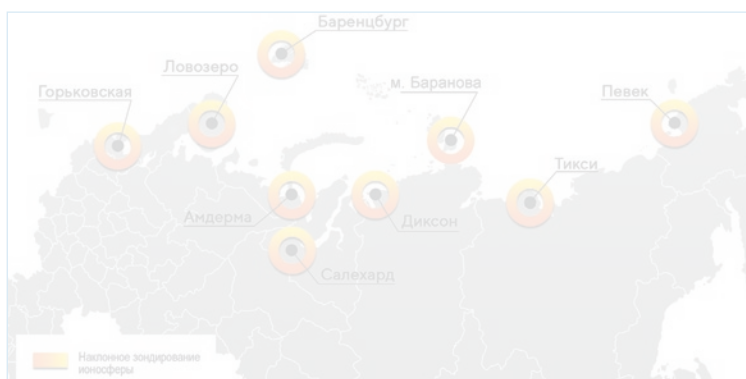 Баренцбург
Ловозеро
Горьковская
м. Баранова
Певек
Тикси
Амдерма
Диксон
Салехард
Наклонное зондирование
ионосферы